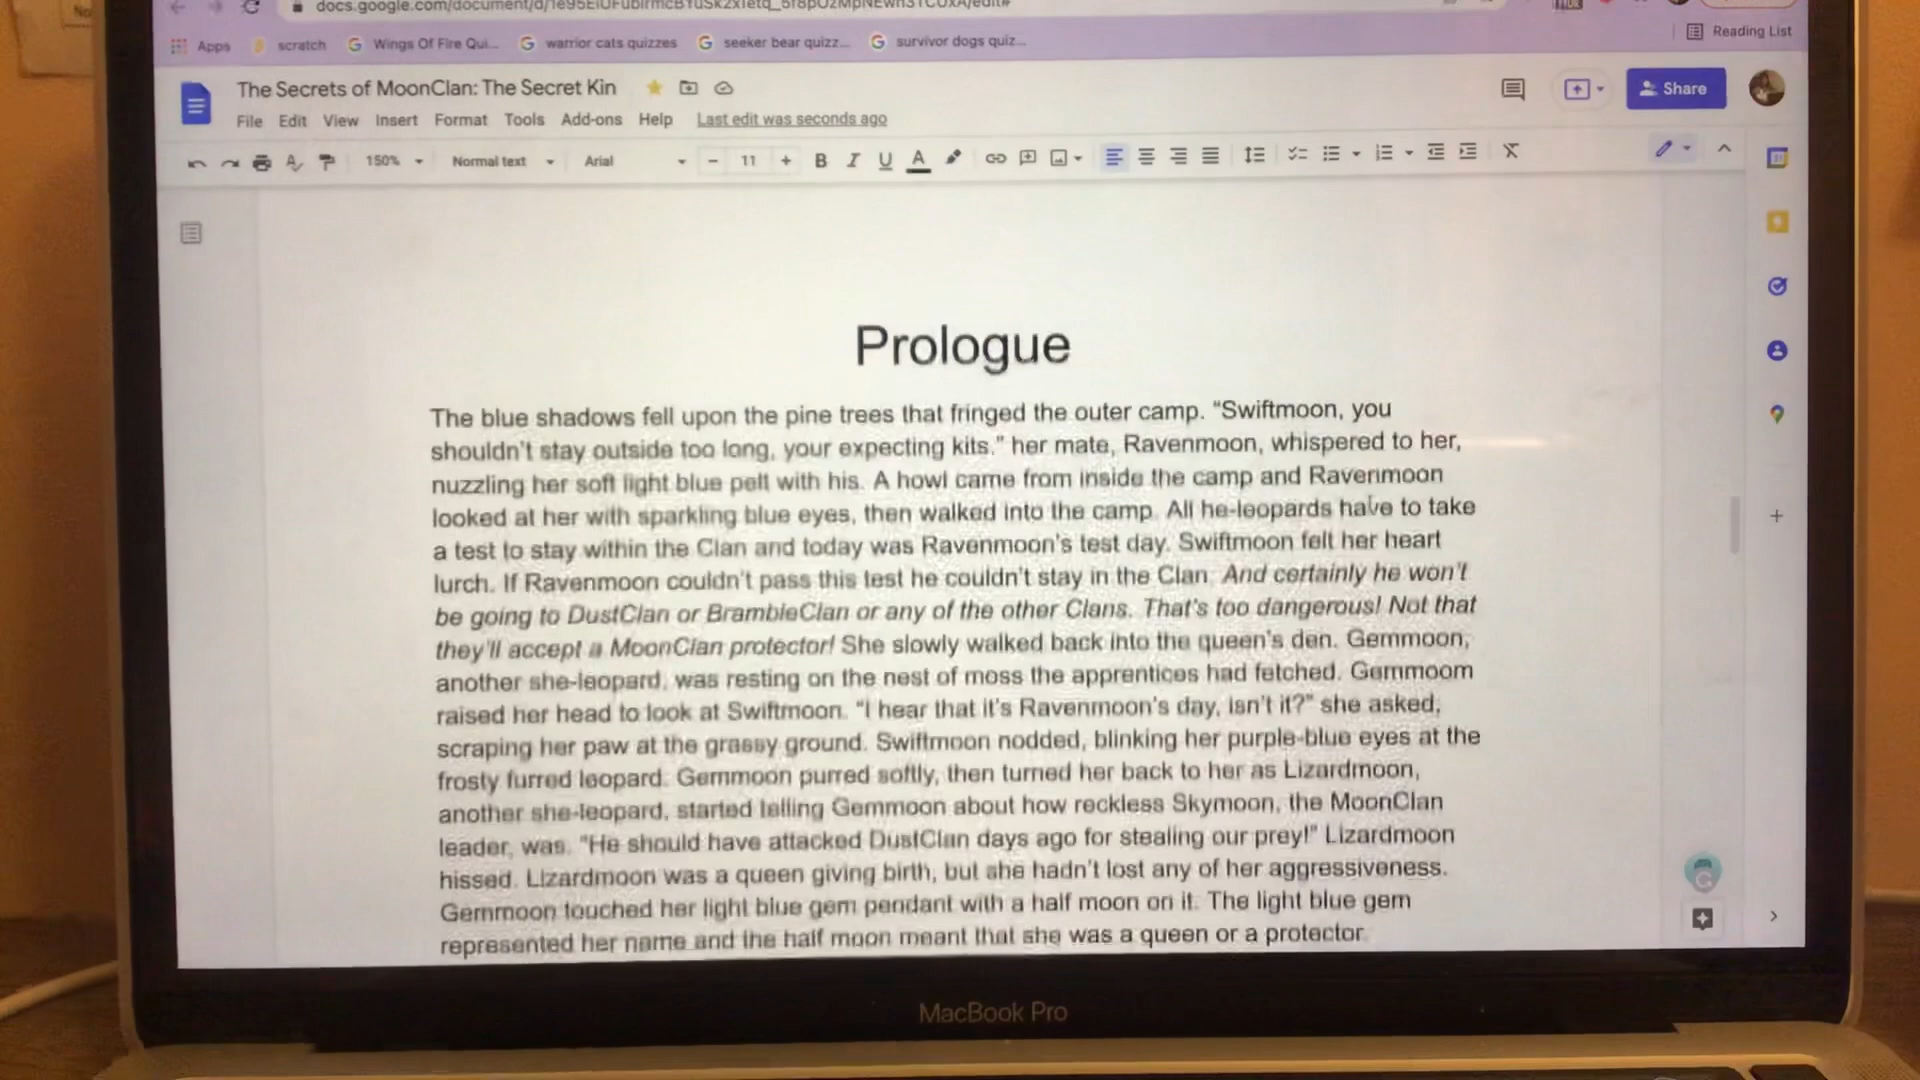 docs.google.com/document/d/
Apps scratch Wings Of Fire Qui... warrior cats quizzes seeker bear quizz... survivor dogs quiz... Reading List
The Secrets of MoonClan: The Secret Kin
Share
File Edit View Insert Format Tools Add-ons Help Last edit was seconds ago
150% Normal text Arial 11
Prologue
The blue shadows fell upon the pine trees that fringed the outer camp. “Swiftmoon, you
shouldn’t stay outside too long, your expecting kits.” her mate, Ravenmoon, whispered to her,
nuzzling her soft light blue pelt with his. A howl came from inside the camp and Ravenmoon
looked at her with sparkling blue eyes, then walked into the camp. All he-leopards have to take
a test to stay within the Clan and today was Ravenmoon’s test day. Swiftmoon felt her heart
lurch. If Ravenmoon couldn’t pass this test he couldn’t stay in the Clan. And certainly he won’t
be going to DustClan or BrambleClan or any of the other Clans. That’s too dangerous! Not that
they’ll accept a MoonClan protector! She slowly walked back into the queen’s den. Gemmoon,
another she-leopard, was resting on the nest of moss the apprentices had fetched. Gemmoom
raised her head to look at Swiftmoon. “I hear that it’s Ravenmoon’s day, isn’t it?” she asked,
scraping her paw at the grassy ground. Swiftmoon nodded, blinking her purple-blue eyes at the
frosty furred leopard. Gemmoon purred softly, then turned her back to her as Lizardmoon,
another she-leopard, started telling Gemmoon about how reckless Skymoon, the MoonClan
leader, was. “He should have attacked DustClan days ago for stealing our prey!” Lizardmoon
hissed. Lizardmoon was a queen giving birth, but she hadn’t lost any of her aggressiveness.
Gemmoon touched her light blue gem pendant with a half moon on it. The light blue gem
represented her name and the half moon meant that she was a queen or a protector.
MacBook Pro